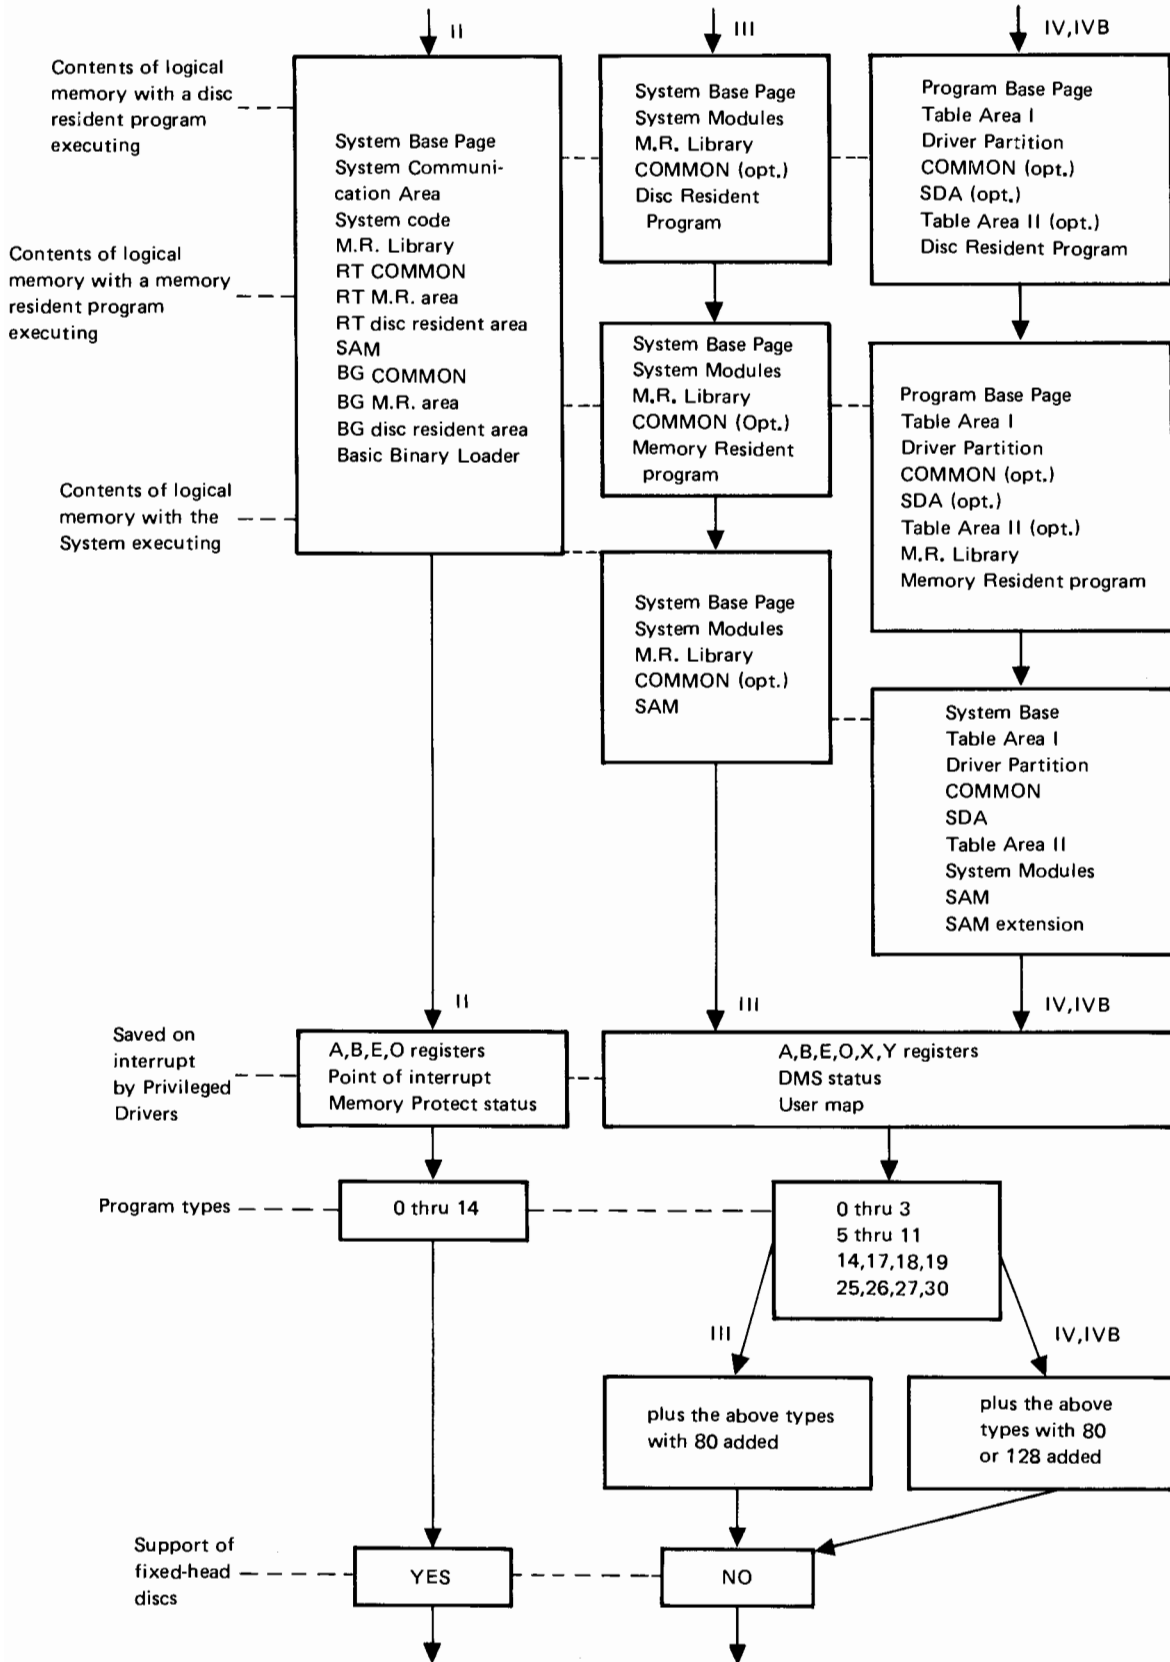 II
III
IV,IVB
Contents of logical
memory with a disc
resident program
executing
System Base Page
System Communi-
cation Area
System code
M.R. Library
RT COMMON
RT M.R. area
RT disc resident area
SAM
BG COMMON
BG M.R. area
BG disc resident area
Basic Binary Loader
System Base Page
System Modules
M.R. Library
COMMON (opt.)
Disc Resident
Program
Program Base Page
Table Area I
Driver Partition
COMMON (opt.)
SDA (opt.)
Table Area II (opt.)
Disc Resident Program
Contents of logical
memory with a memory
resident program
executing
System Base Page
System Modules
M.R. Library
COMMON (Opt.)
Memory Resident
program
Program Base Page
Table Area I
Driver Partition
COMMON (opt.)
SDA (opt.)
Table Area II (opt.)
M.R. Library
Memory Resident program
Contents of logical
memory with the
System executing
System Base Page
System Modules
M.R. Library
COMMON (opt.)
SAM
System Base
Table Area I
Driver Partition
COMMON
SDA
Table Area II
System Modules
SAM
SAM extension
II
III
IV,IVB
Saved on
interrupt
by Privileged
Drivers
A,B,E,O registers
Point of interrupt
Memory Protect status
A,B,E,O,X,Y registers
DMS status
User map
Program types
0 thru 14
0 thru 3
5 thru 11
14,17,18,19
25,26,27,30
III
IV,IVB
plus the above types
with 80 added
plus the above
types with 80
or 128 added
Support of
fixed-head
discs
YES
NO